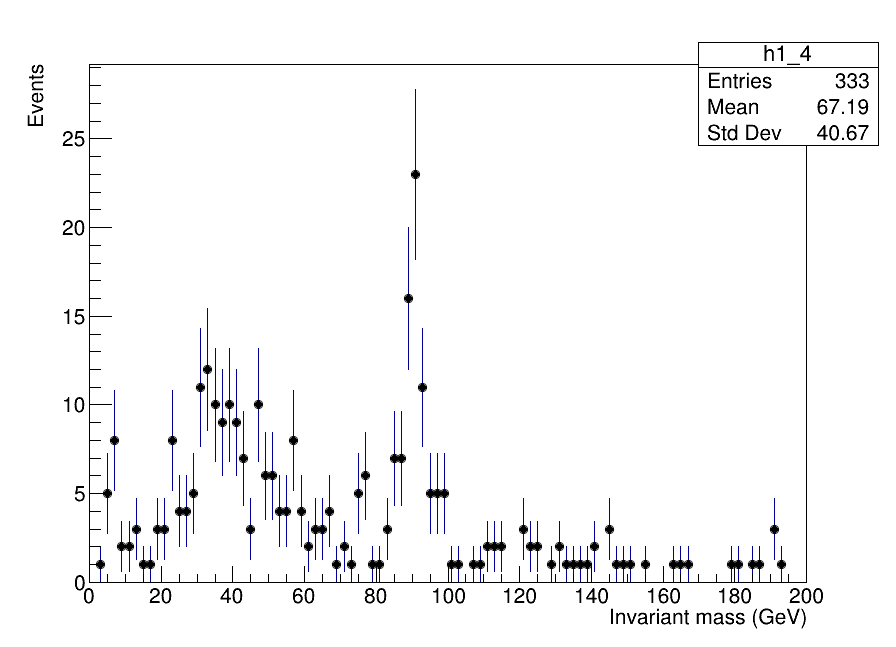 h1_4
Entries 333
Mean 67.19
Std Dev 40.67
Events
25
20
15
10
5
0
0 20 40 60 80 100 120 140 160 180 200
Invariant mass (GeV)